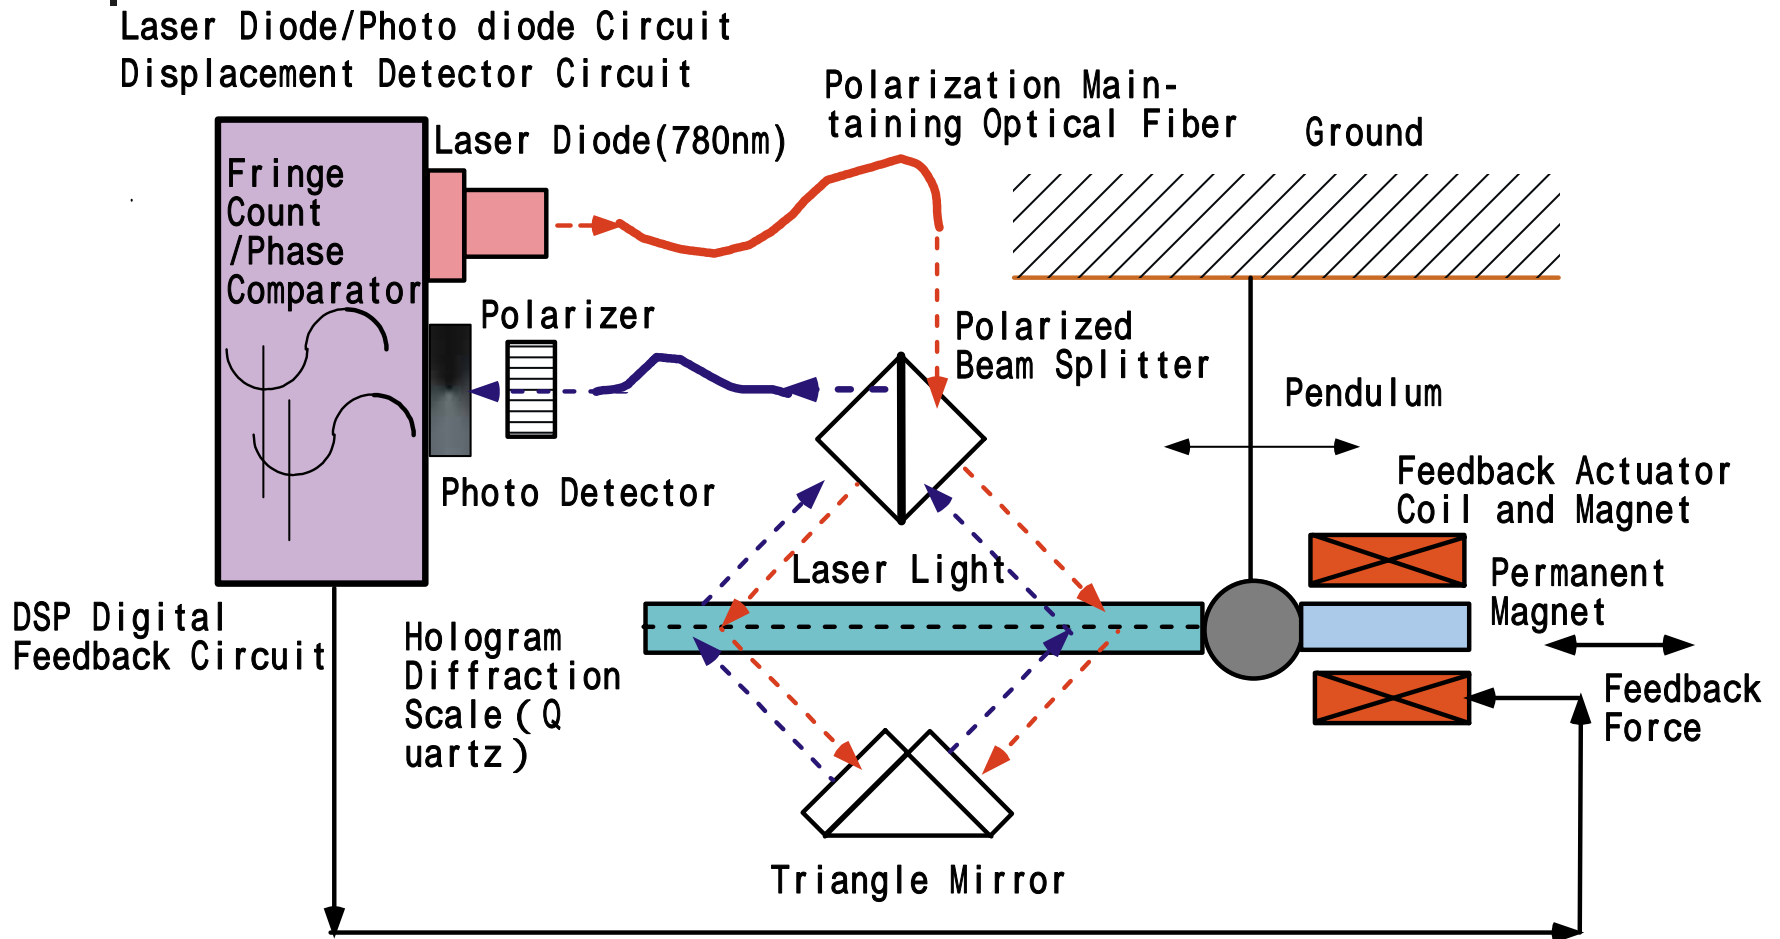 Laser Diode/Photo diode Circuit
Displacement Detector Circuit
Polarization Main-
taining Optical Fiber
Ground
Laser Diode(780nm)
Fringe
Count
/Phase
Comparator
Polarizer
Polarized
Beam Splitter
Pendulum
Photo Detector
Feedback Actuator
Coil and Magnet
Laser Light
Permanent
Magnet
DSP Digital
Feedback Circuit
Hologram
Diffraction
Scale(Q
uartz)
Feedback
Force
Triangle Mirror